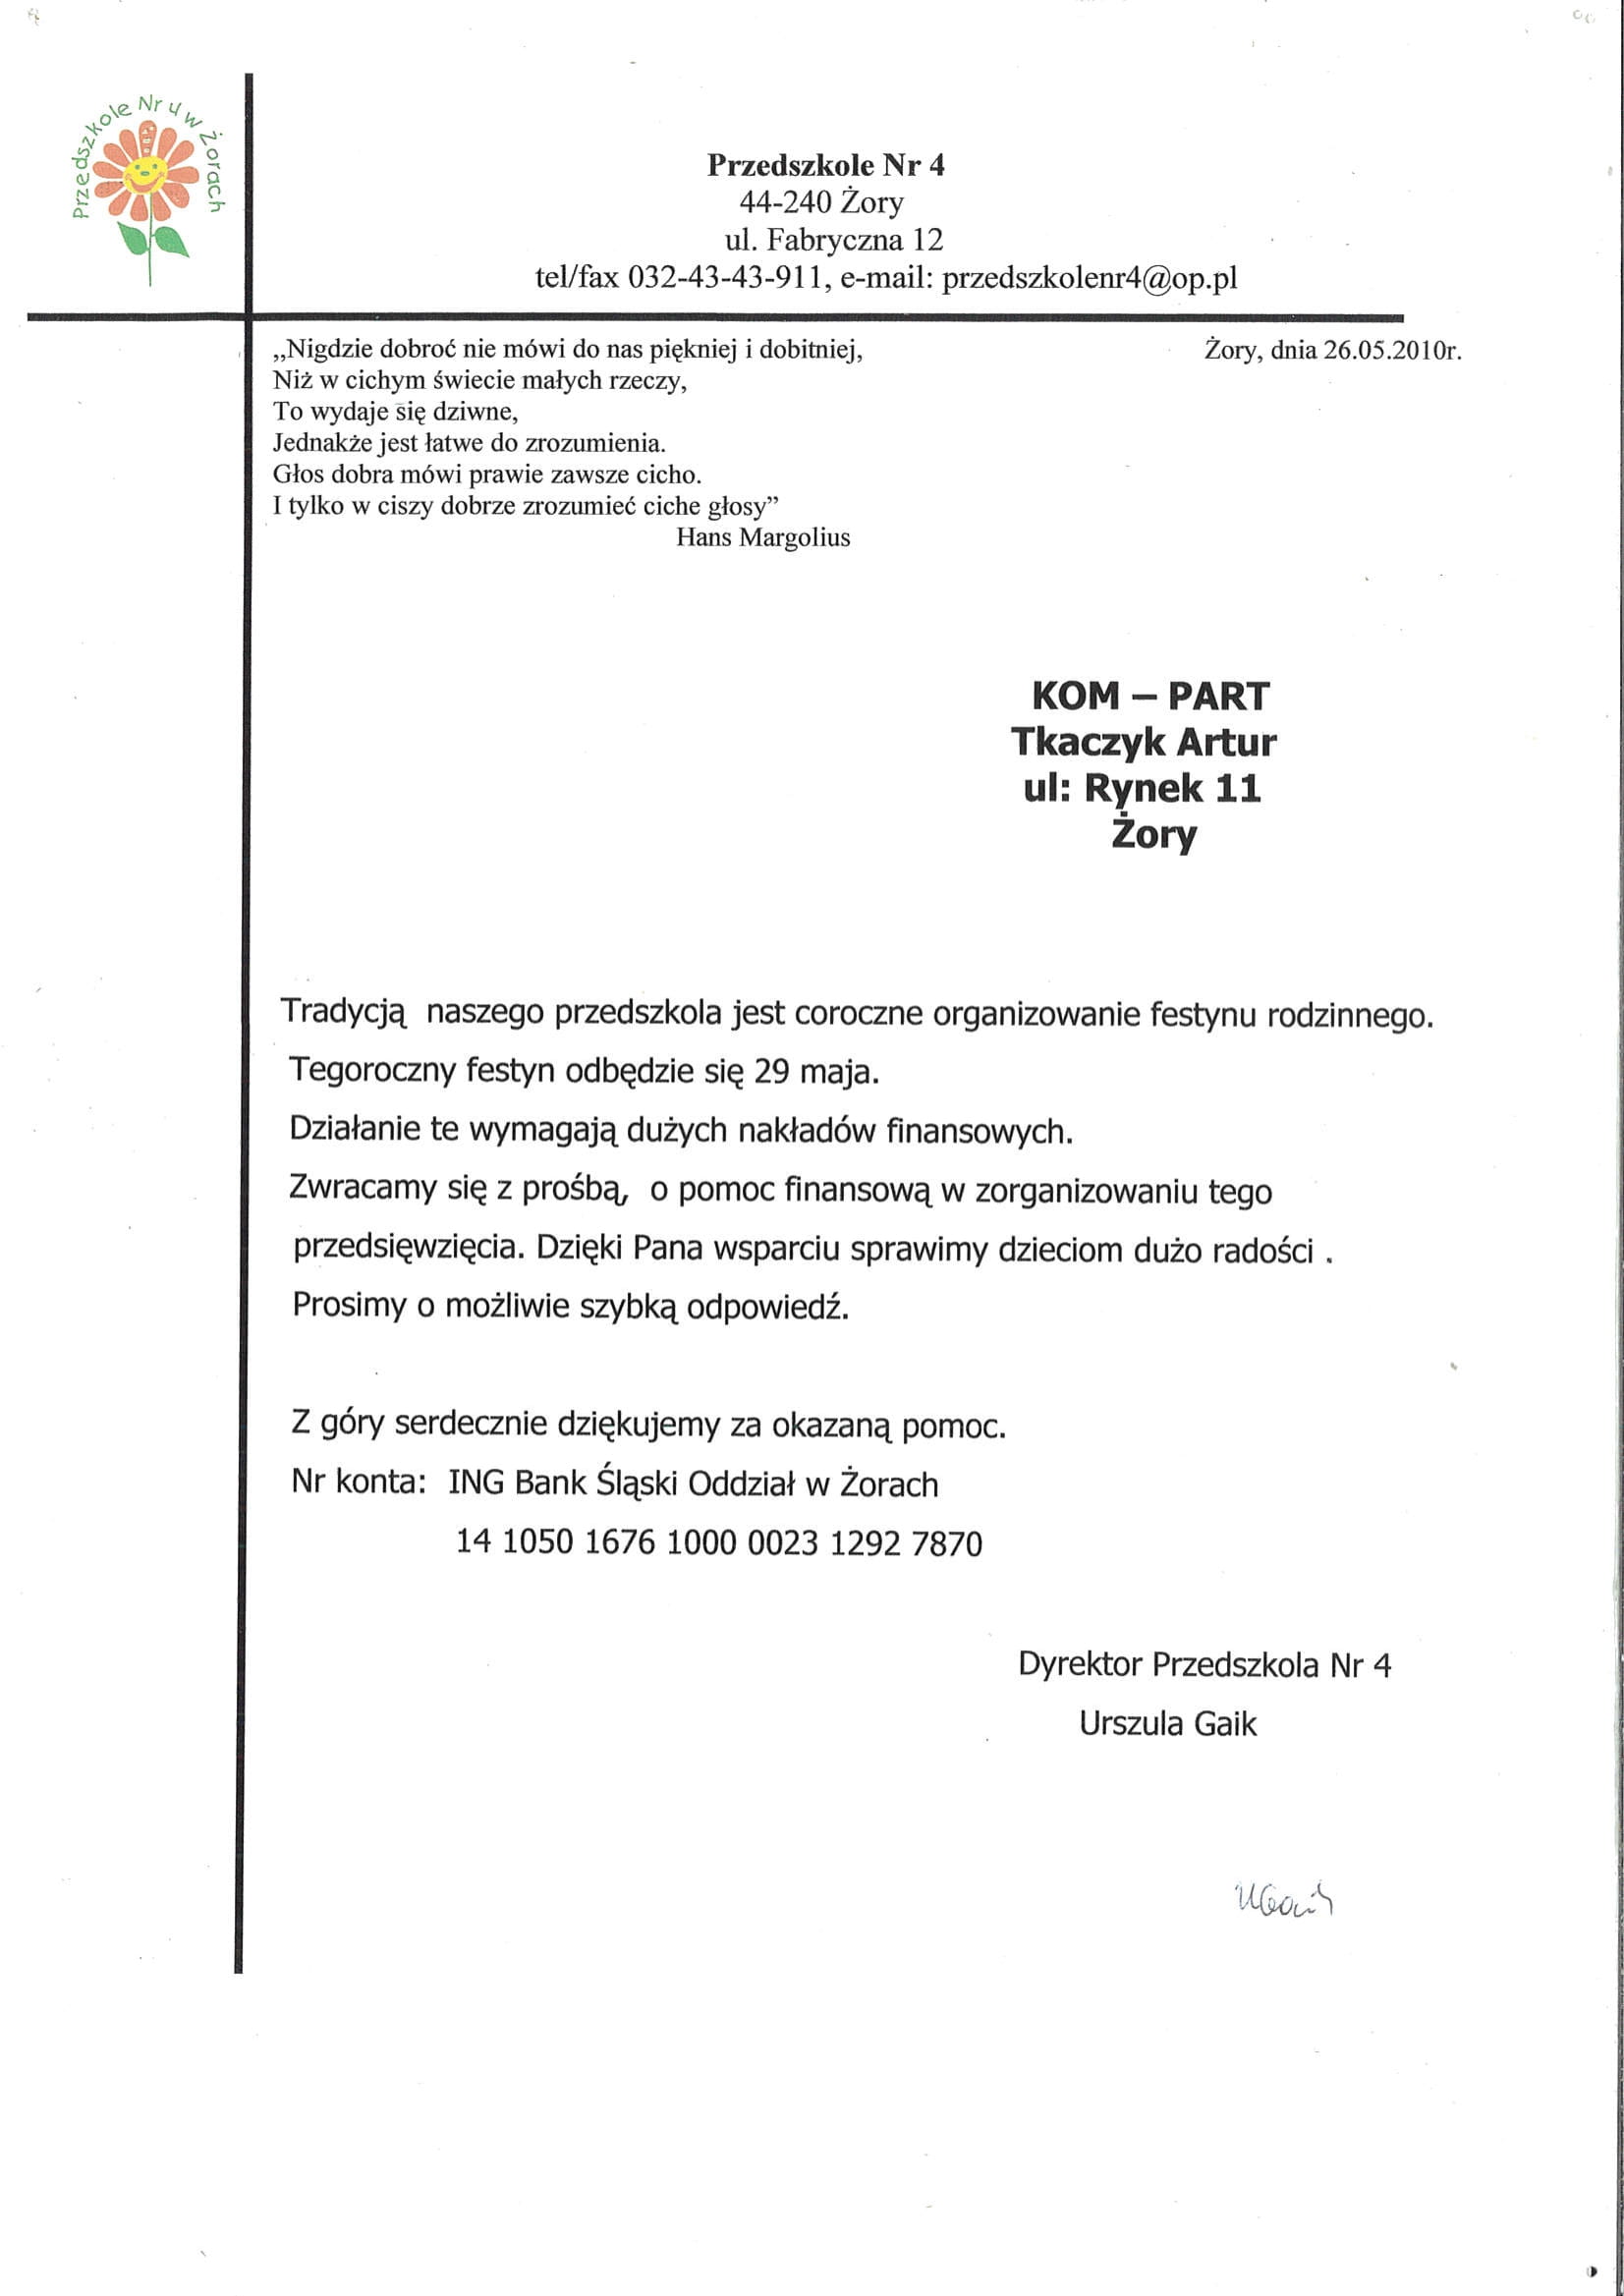 Przedszkole Nr 4 w Żorach
Przedszkole Nr 4
44-240 Żory
ul. Fabryczna 12
tel/fax 032-43-43-911, e-mail: przedszkolenr4@op.pl
„Nigdzie dobroć nie mówi do nas piękniej i dobitniej,
Żory, dnia 26.05.2010r.
Niż w cichym świecie małych rzeczy,
To wydaje się dziwne,
Jednakże jest łatwe do zrozumienia.
Głos dobra mówi prawie zawsze cicho.
I tylko w ciszy dobrze zrozumieć ciche głosy”
Hans Margolius
KOM – PART
Tkaczyk Artur
ul: Rynek 11
Żory
Tradycją naszego przedszkola jest coroczne organizowanie festynu rodzinnego.
Tegoroczny festyn odbędzie się 29 maja.
Działanie te wymagają dużych nakładów finansowych.
Zwracamy się z prośbą, o pomoc finansową w zorganizowaniu tego
przedsięwzięcia. Dzięki Pana wsparciu sprawimy dzieciom dużo radości .
Prosimy o możliwie szybką odpowiedź.
Z góry serdecznie dziękujemy za okazaną pomoc.
Nr konta: ING Bank Śląski Oddział w Żorach
14 1050 1676 1000 0023 1292 7870
Dyrektor Przedszkola Nr 4
Urszula Gaik
UGaik